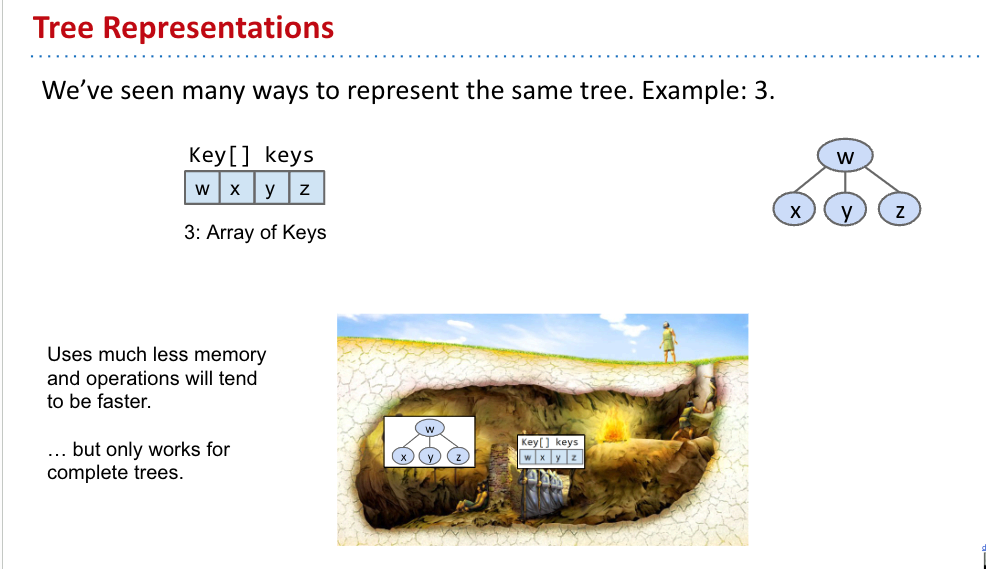 Tree Representations
We’ve seen many ways to represent the same tree. Example: 3.
Key[] keys
w x y z
3: Array of Keys
w
x y z
Uses much less memory
and operations will tend
to be faster.
… but only works for
complete trees.
w
x y z
Key[] keys
w x y z
d